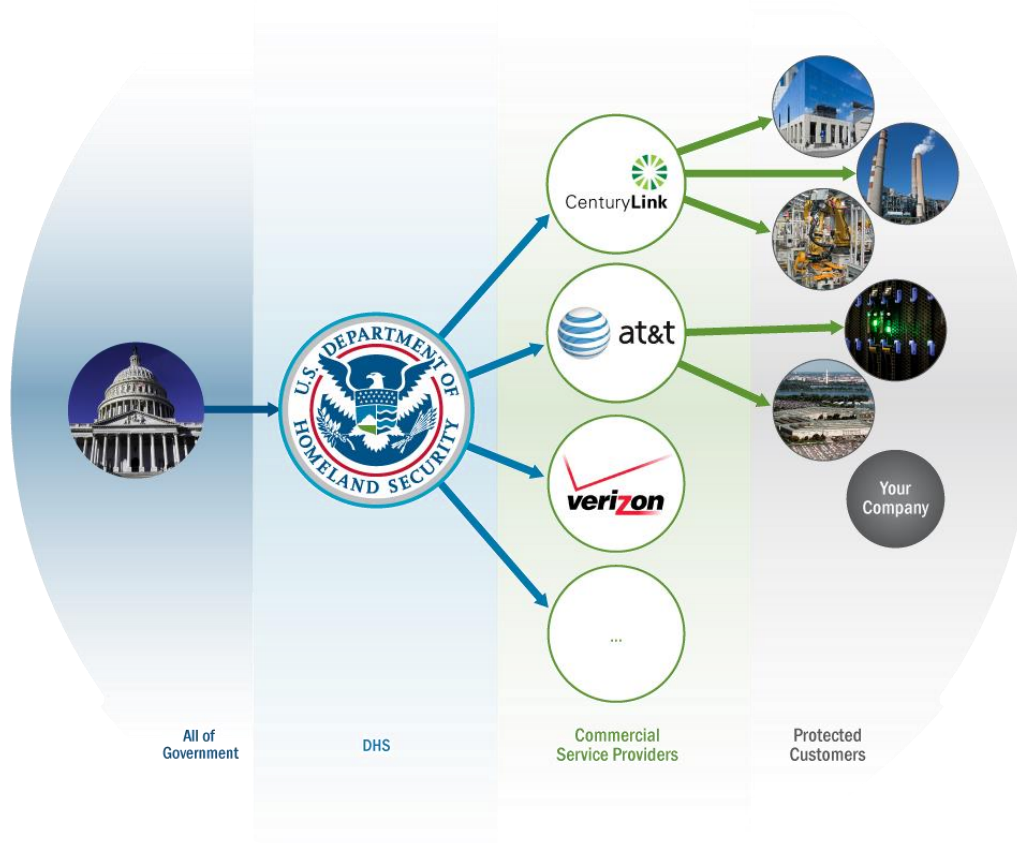 U.S. DEPARTMENT OF
HOMELAND SECURITY
CenturyLink
at&t
verizon
...
Your
Company
All of
Government
DHS
Commercial
Service Providers
Protected
Customers